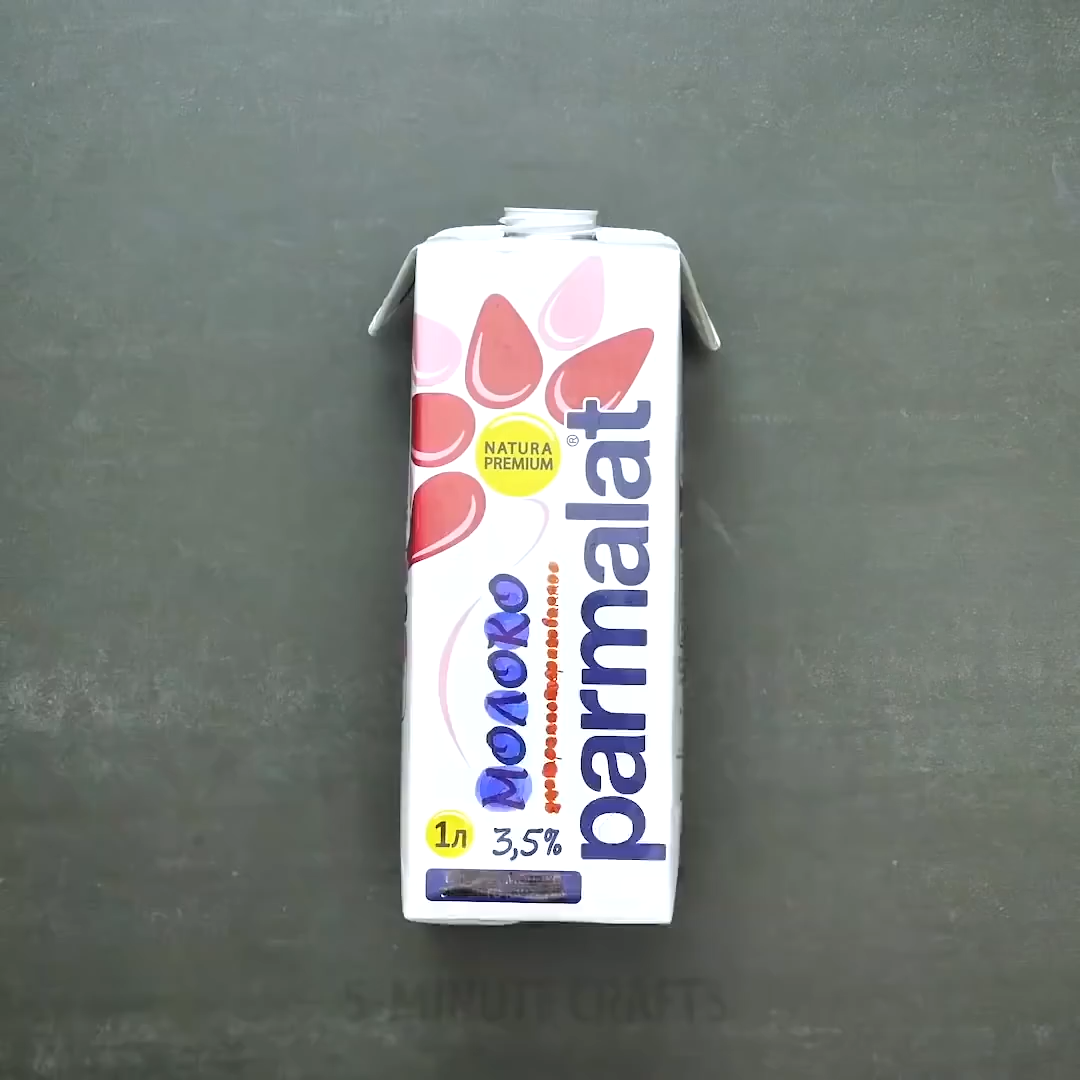 NATURA
PREMIUM
parmalat®
Молоко
1л
3,5%
5-MINUTE CRAFTS